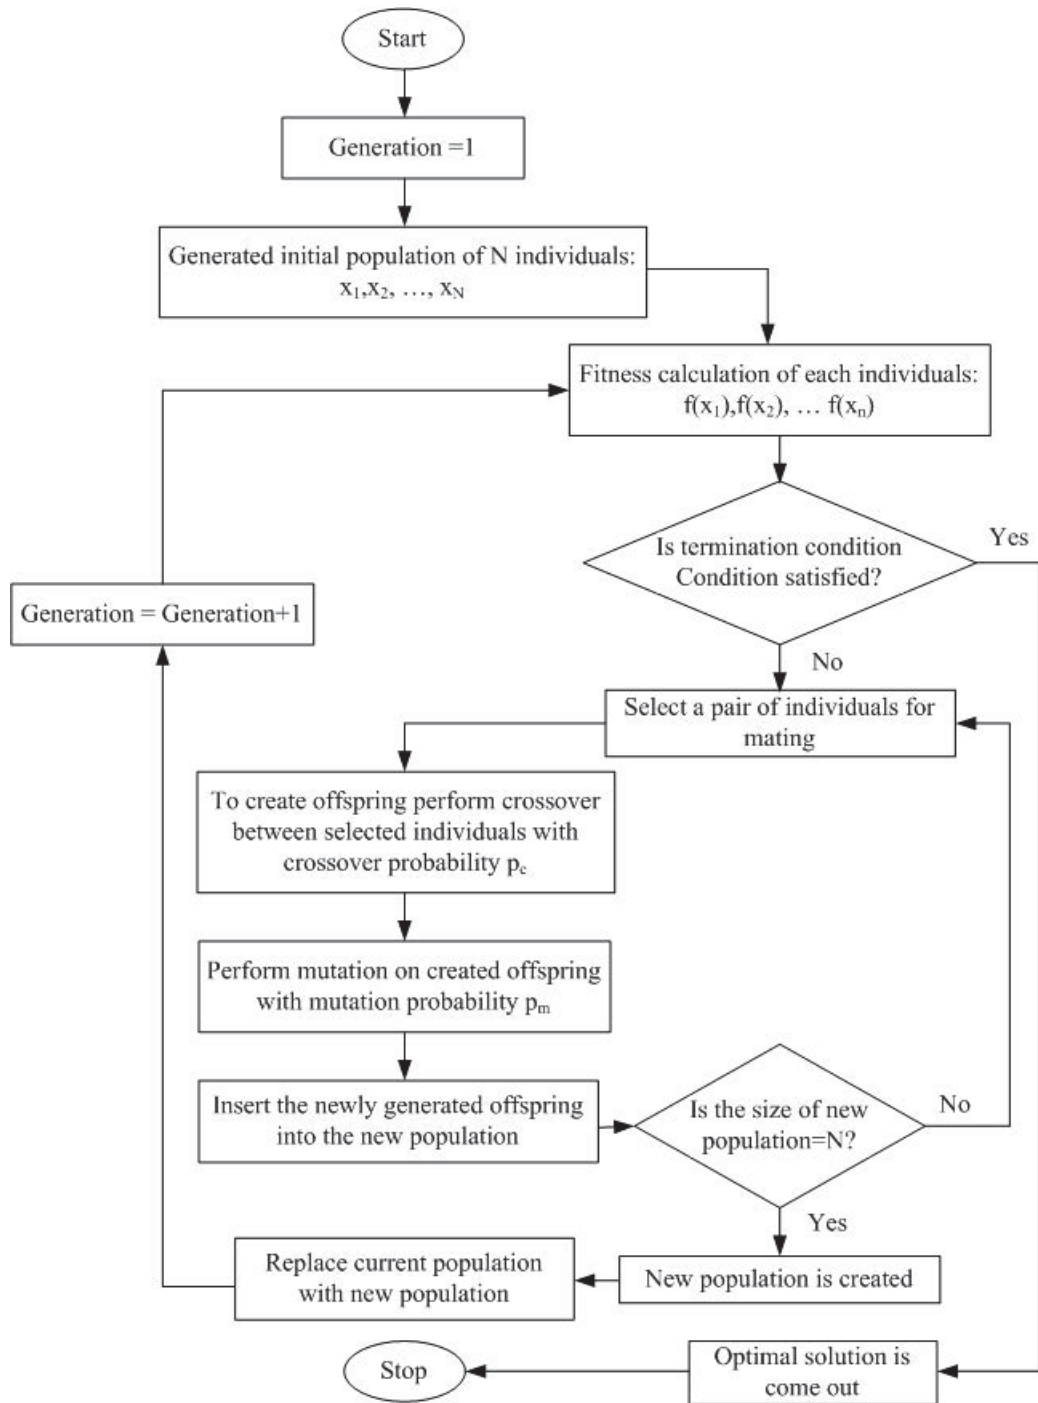 Start
Generation =1
Generated initial population of N individuals:
x₁,x₂, …, x_N
Fitness calculation of each individuals:
f(x₁),f(x₂), … f(xₙ)
Is termination condition
Condition satisfied?
Yes
Generation = Generation+1
No
Select a pair of individuals for
mating
To create offspring perform crossover
between selected individuals with
crossover probability p_c
Perform mutation on created offspring
with mutation probability pₘ
Insert the newly generated offspring
into the new population
Is the size of new
population=N?
No
Yes
Replace current population
with new population
New population is created
Stop
Optimal solution is
come out